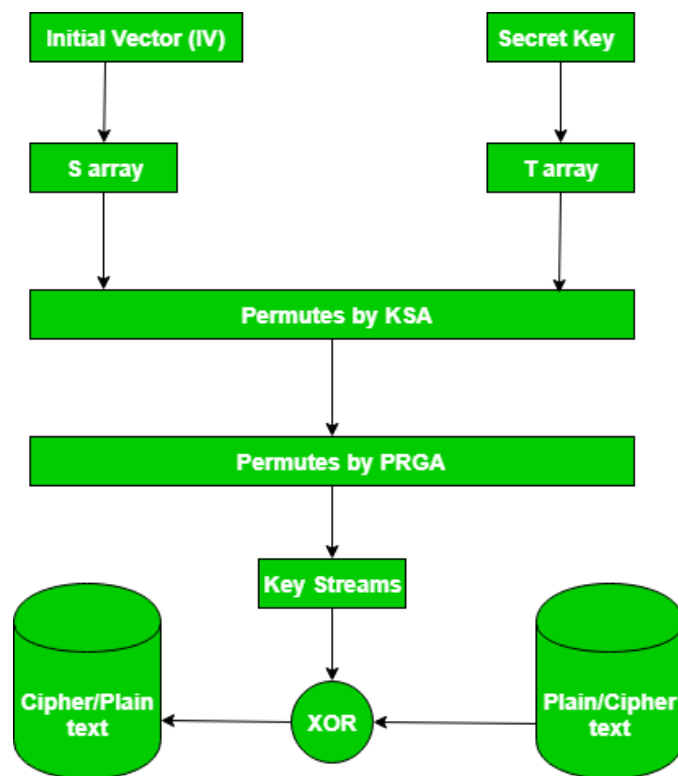 Initial Vector (IV)
Secret Key
S array
T array
Permutes by KSA
Permutes by PRGA
Key Streams
Cipher/Plain
text
XOR
Plain/Cipher
text